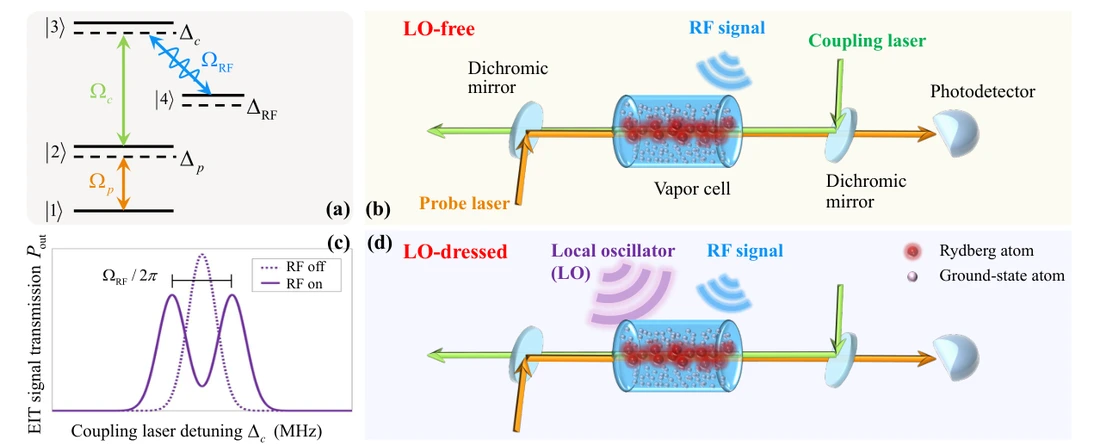 |3⟩
Δc
Ωc
ΩRF
|4⟩
ΔRF
|2⟩
Δp
Ωp
|1⟩
(a)
(b)
LO-free
RF signal
Coupling laser
Dichromic
mirror
Photodetector
Vapor cell
Dichromic
mirror
Probe laser
(c)
EIT signal transmission Pout
ΩRF / 2π
RF off
RF on
Coupling laser detuning Δc (MHz)
(d)
LO-dressed
Local oscillator
(LO)
RF signal
Rydberg atom
Ground-state atom